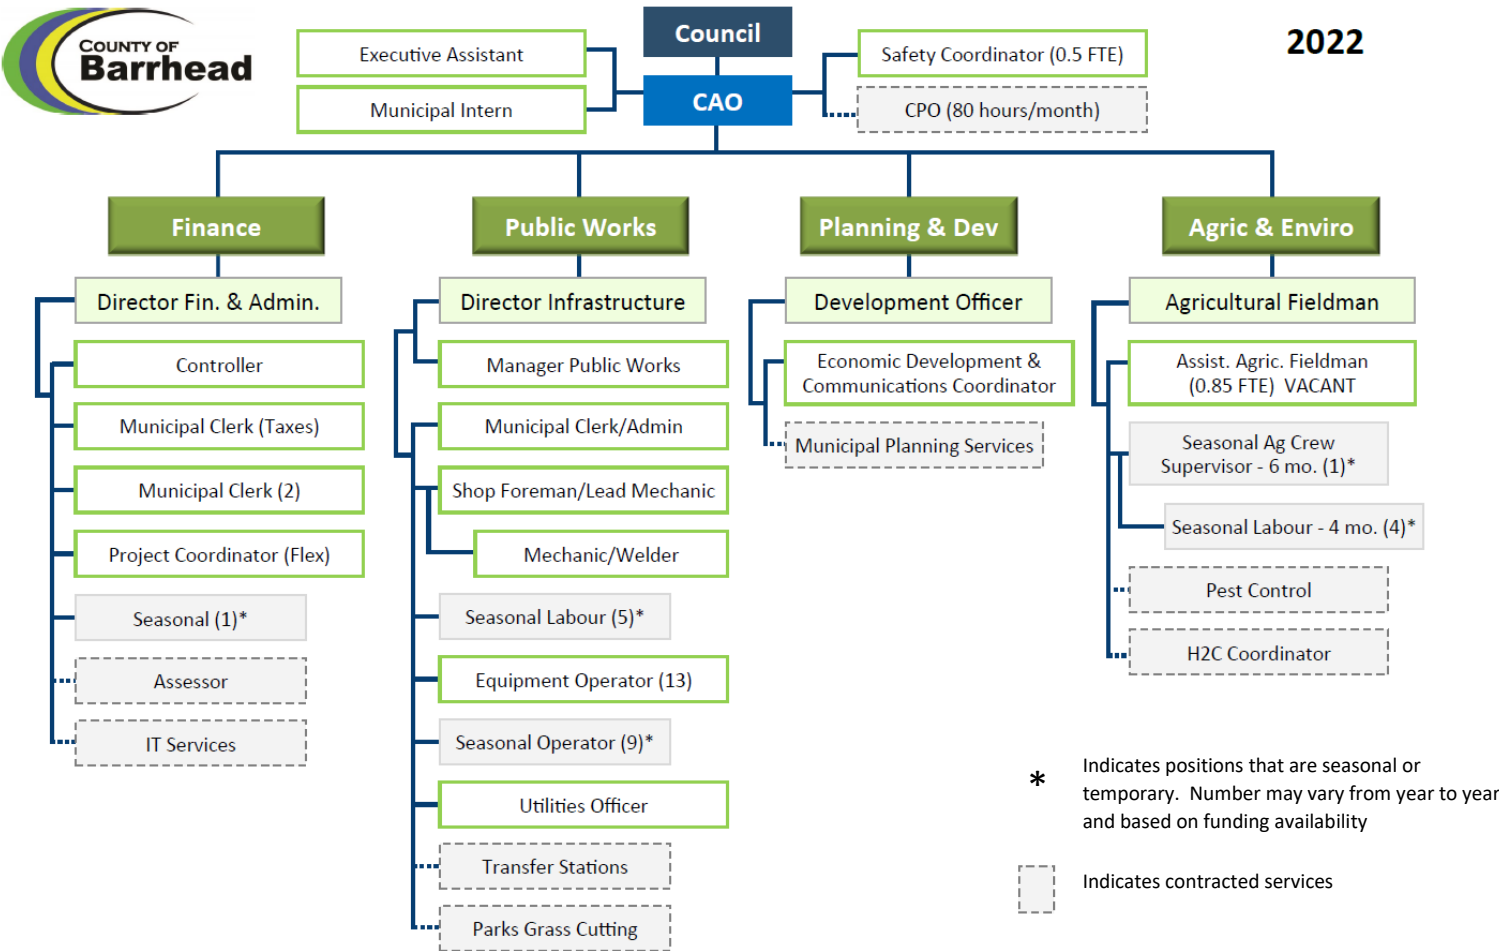 COUNTY OF
Barrhead
Executive Assistant
Municipal Intern
Council
CAO
Safety Coordinator (0.5 FTE)
CPO (80 hours/month)
2022
Finance
Director Fin. & Admin.
Controller
Municipal Clerk (Taxes)
Municipal Clerk (2)
Project Coordinator (Flex)
Seasonal (1)*
Assessor
IT Services
Public Works
Director Infrastructure
Manager Public Works
Municipal Clerk/Admin
Shop Foreman/Lead Mechanic
Mechanic/Welder
Seasonal Labour (5)*
Equipment Operator (13)
Seasonal Operator (9)*
Utilities Officer
Transfer Stations
Parks Grass Cutting
Planning & Dev
Development Officer
Economic Development &
Communications Coordinator
Municipal Planning Services
Agric & Enviro
Agricultural Fieldman
Assist. Agric. Fieldman
(0.85 FTE) VACANT
Seasonal Ag Crew
Supervisor - 6 mo. (1)*
Seasonal Labour - 4 mo. (4)*
Pest Control
H2C Coordinator
* Indicates positions that are seasonal or
temporary. Number may vary from year to year
and based on funding availability
Indicates contracted services